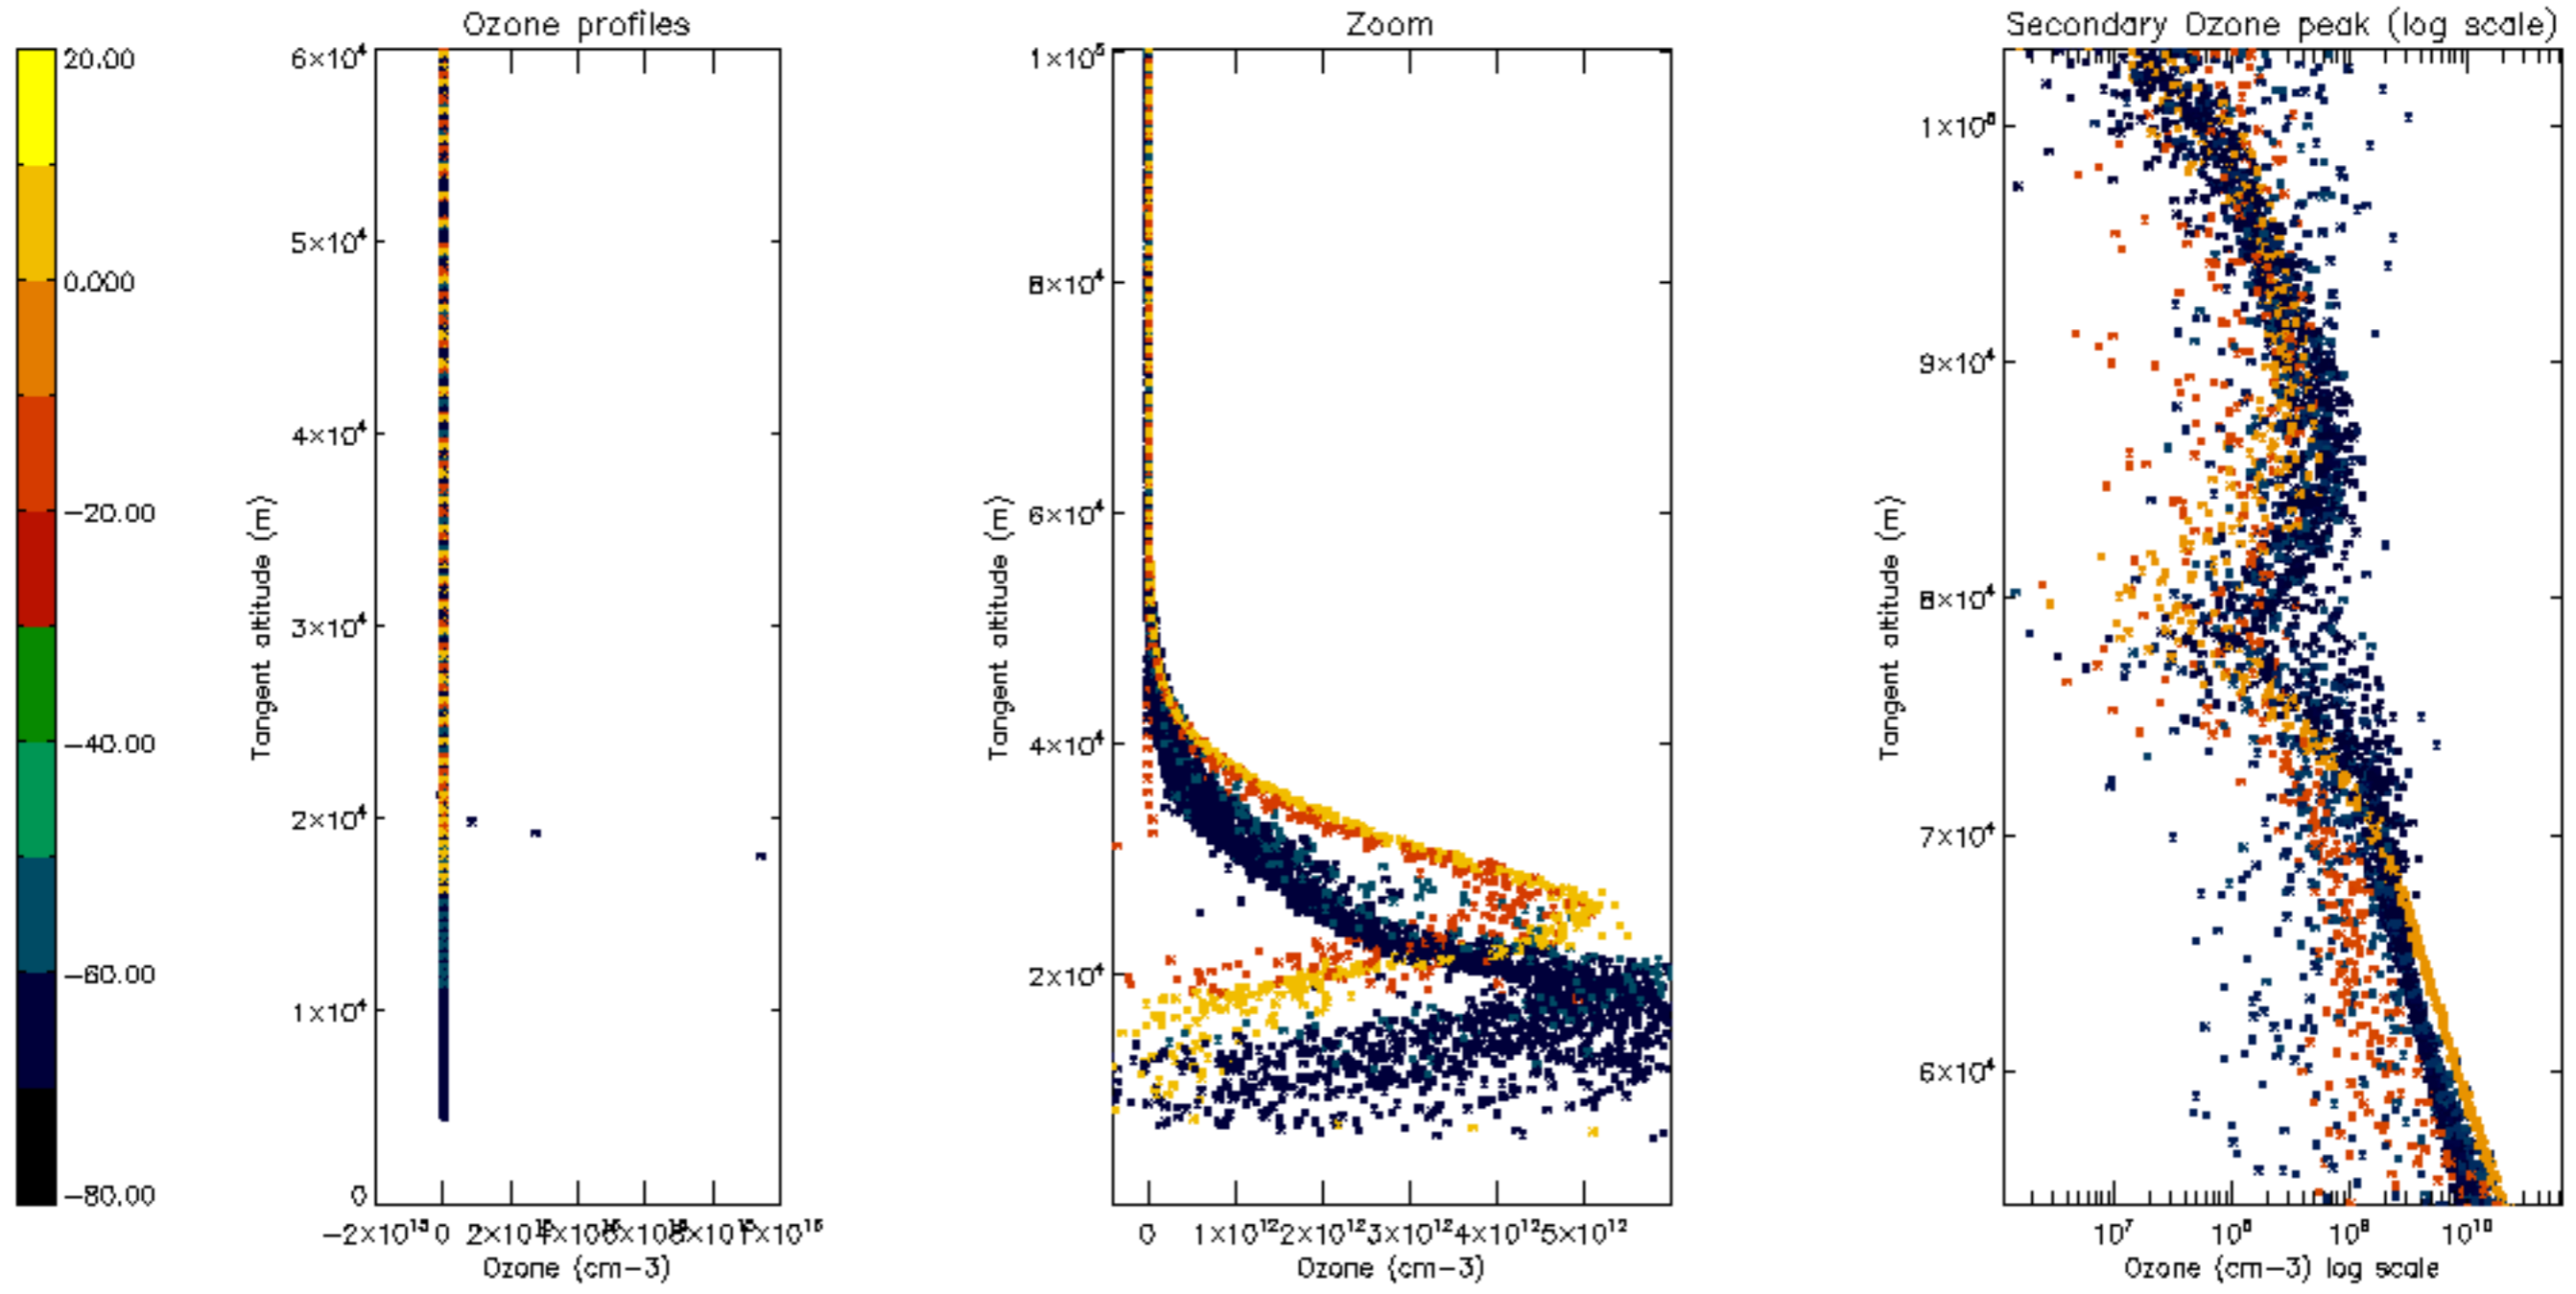 Ozone profiles
Zoom
Secondary Ozone peak (log scale)
20.00
0.000
−20.00
−40.00
−60.00
−80.00
6×10⁴
5×10⁴
4×10⁴
3×10⁴
2×10⁴
1×10⁴
0
Tangent altitude (m)
−2×10¹⁵ 0
Ozone (cm−3)
1×10⁵
8×10⁴
6×10⁴
4×10⁴
2×10⁴
Tangent altitude (m)
0 1×10¹² 2×10¹² 3×10¹² 4×10¹² 5×10¹²
Ozone (cm−3)
1×10⁵
9×10⁴
8×10⁴
7×10⁴
6×10⁴
Tangent altitude (m)
10⁷ 10⁸ 10⁹ 10¹⁰
Ozone (cm−3) log scale